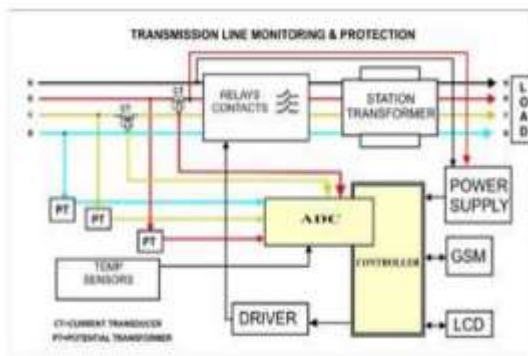 TRANSMISSION LINE MONITORING & PROTECTION
CT
CT
RELAYS
CONTACTS
STATION
TRANSFORMER
L
O
A
D
PT
PT
PT
ADC
CONTROLLER
POWER
SUPPLY
GSM
LCD
TEMP
SENSORS
DRIVER
CT=CURRENT TRANSDUCER
PT=POTENTIAL TRANSFORMER